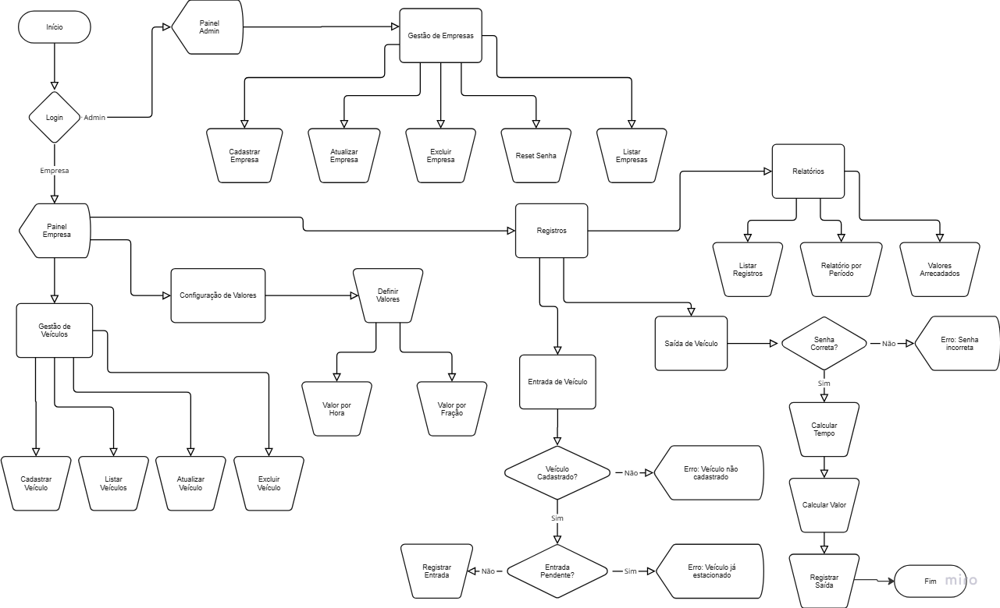 Início
Painel
Admin
Gestão de Empresas
Login
Admin
Cadastrar
Empresa
Atualizar
Empresa
Excluir
Empresa
Reset Senha
Listar
Empresas
Empresa
Relatórios
Painel
Empresa
Registros
Listar
Registros
Relatório por
Período
Valores
Arrecadados
Configuração de Valores
Definir
Valores
Gestão de
Veículos
Saída de Veículo
Senha
Correta?
Não
Erro: Senha
incorreta
Sim
Entrada de Veículo
Valor por
Hora
Valor por
Fração
Calcular
Tempo
Cadastrar
Veículo
Listar
Veículos
Atualizar
Veículo
Excluir
Veículo
Veículo
Cadastrado?
Não
Erro: Veículo não
cadastrado
Calcular Valor
Sim
Registrar
Entrada
Não
Entrada
Pendente?
Sim
Erro: Veículo já
estacionado
Registrar
Saída
Fim
miro